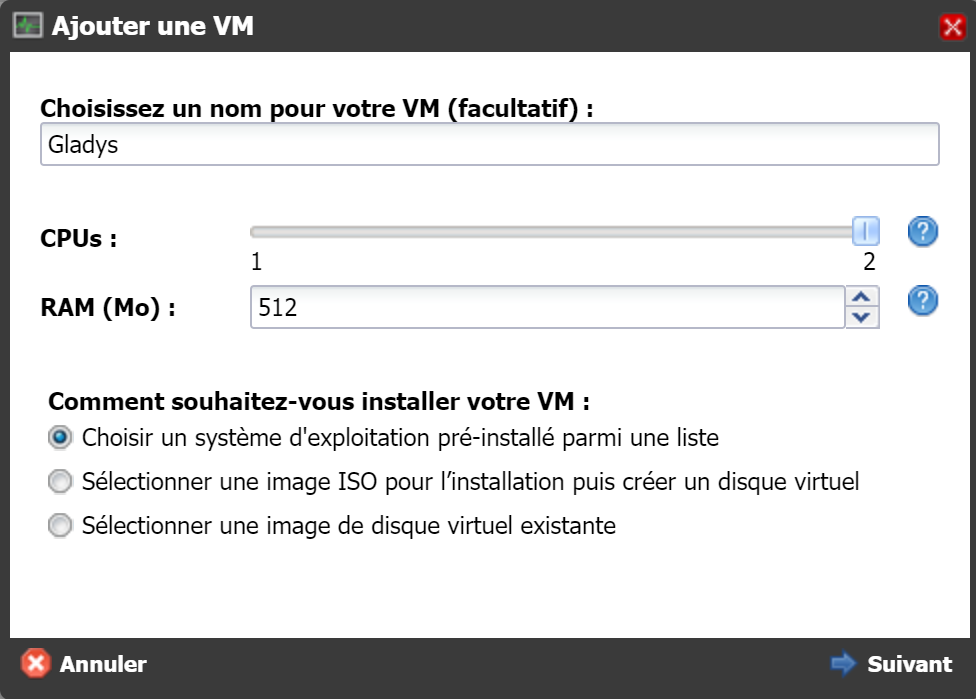 Ajouter une VM
Choisissez un nom pour votre VM (facultatif) :
Gladys
CPUs :
1
2
RAM (Mo) :
512
Comment souhaitez-vous installer votre VM :
Choisir un système d'exploitation pré-installé parmi une liste
Sélectionner une image ISO pour l’installation puis créer un disque virtuel
Sélectionner une image de disque virtuel existante
Annuler
Suivant